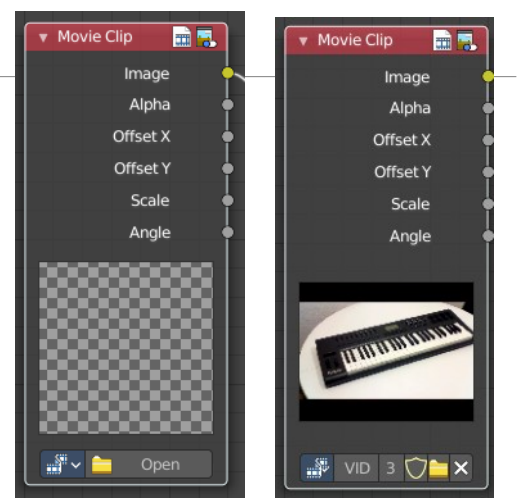 Movie Clip
Image
Alpha
Offset X
Offset Y
Scale
Angle
Open
Movie Clip
Image
Alpha
Offset X
Offset Y
Scale
Angle
VID 3